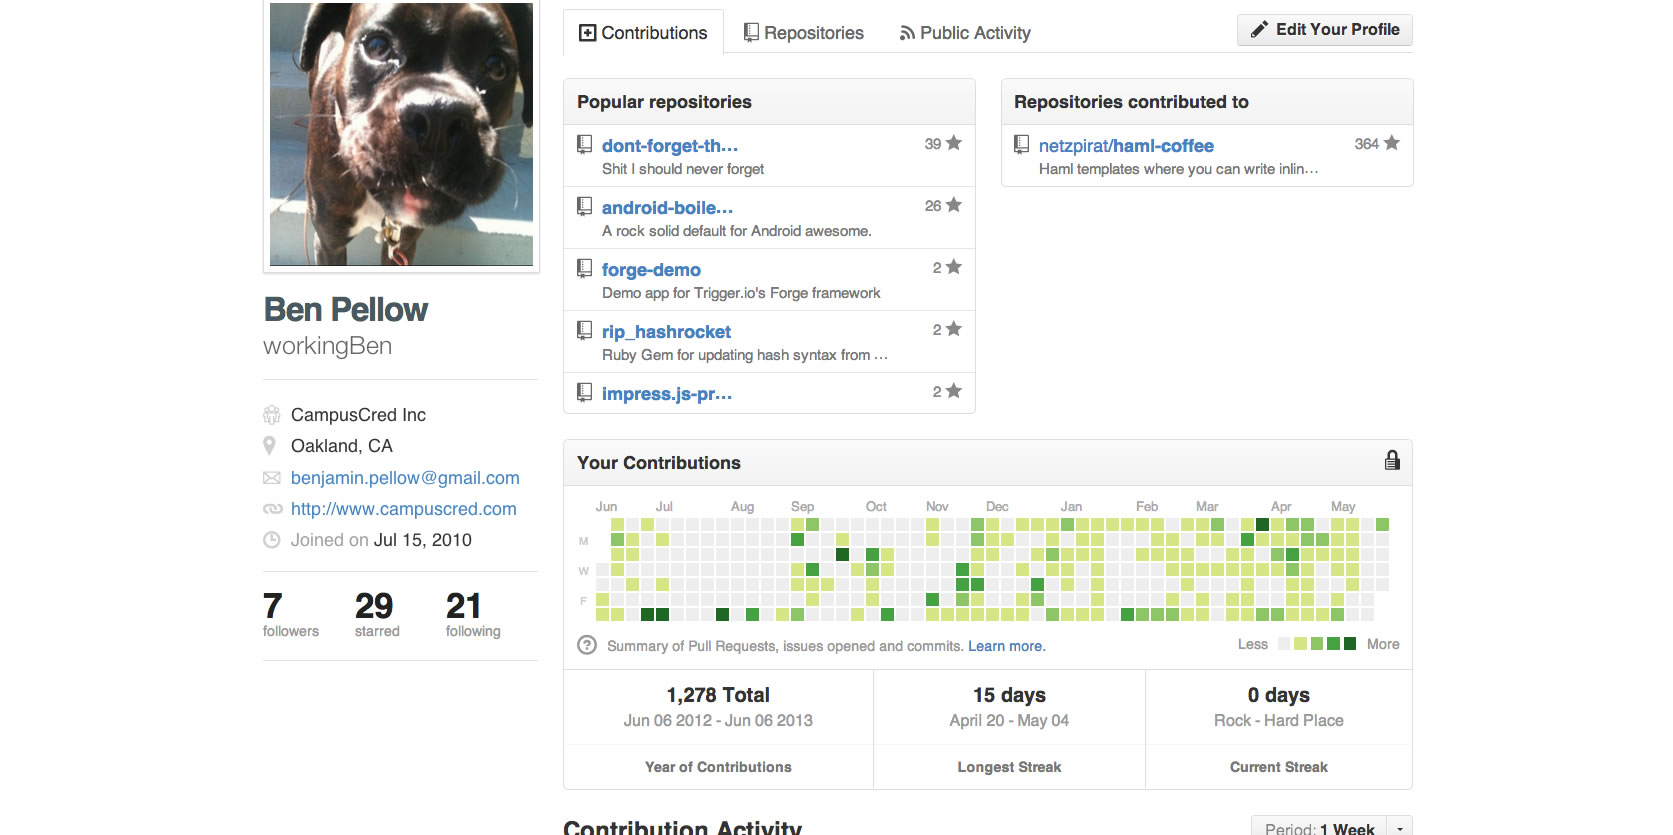 Contributions
Repositories
Public Activity
Edit Your Profile
Popular repositories
dont-forget-th...
39
Shit I should never forget
android-boile...
26
A rock solid default for Android awesome.
forge-demo
2
Demo app for Trigger.io's Forge framework
rip_hashrocket
2
Ruby Gem for updating hash syntax from ...
impress.js-pr...
2
Repositories contributed to
netzpirat/haml-coffee
364
Haml templates where you can write inlin...
Ben Pellow
workingBen
CampusCred Inc
Oakland, CA
benjamin.pellow@gmail.com
http://www.campuscred.com
Joined on Jul 15, 2010
7 followers
29 starred
21 following
Your Contributions
Jun Jul Aug Sep Oct Nov Dec Jan Feb Mar Apr May
M
W
F
Summary of Pull Requests, issues opened and commits. Learn more.
Less More
1,278 Total
Jun 06 2012 - Jun 06 2013
Year of Contributions
15 days
April 20 - May 04
Longest Streak
0 days
Rock - Hard Place
Current Streak
Contribution Activity
Period: 1 Week